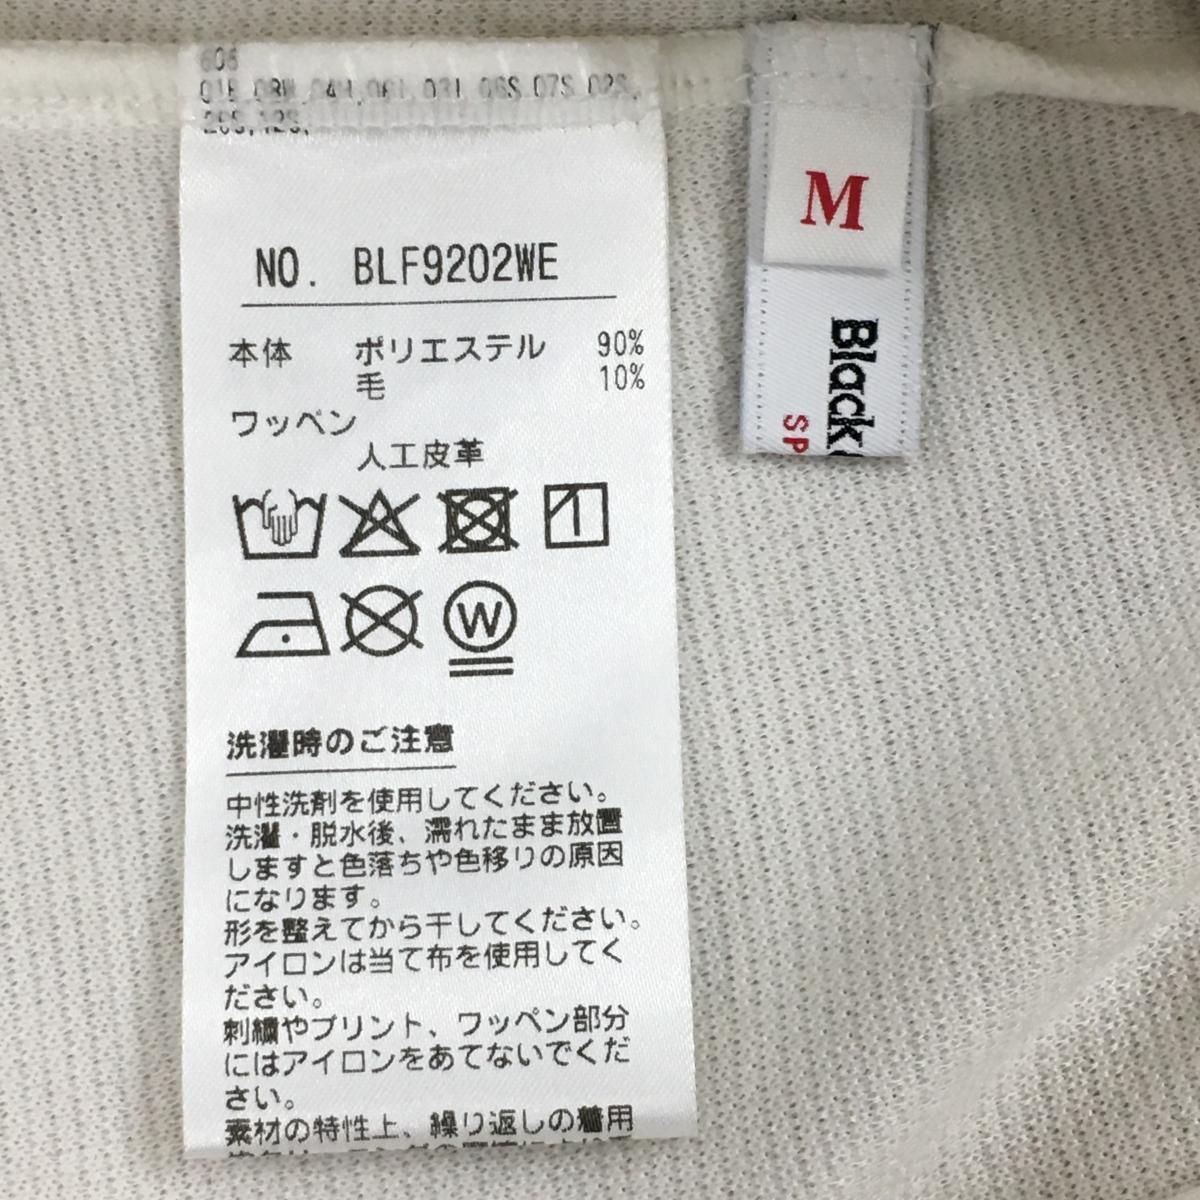 NO. BLF9202WE
本体 ポリエステル 90%
毛 10%
ワッペン
人工皮革
W
洗濯時のご注意
中性洗剤を使用してください。
洗濯・脱水後、濡れたまま放置
しますと色落ちや色移りの原因
になります。
形を整えてから干してください。
アイロンは当て布を使用してく
ださい。
刺繍やプリント、ワッペン部分
にはアイロンをあてないでくだ
さい。
素材の特性上、繰り返しの着用
M
Black
SP